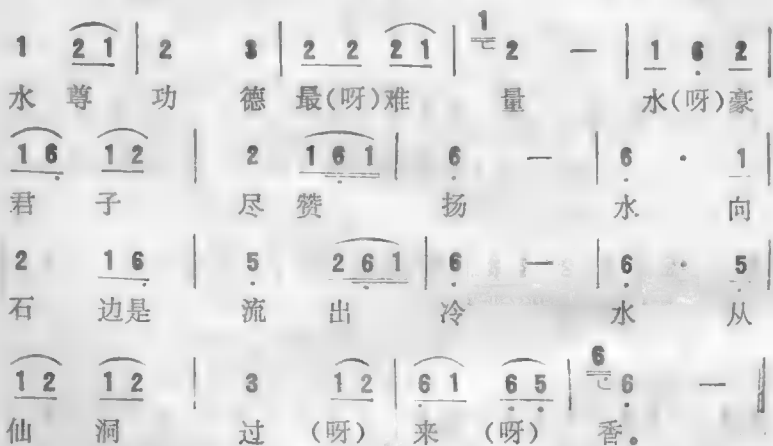 1
1 2 1 | 2 3 | 2 2 2 1 | 2 — | 1 6 2
水 尊 功 德 最(呀)难 量 水(呀)豪
1 6 1 2 | 2 1 6 1 | 6 — | 6 · 1
君 子 尽 赞 扬 水 向
2 1 6 | 5 2 6 1 | 6 — | 6 · 5
石 边是 流 出 冷 水 从
6
1 2 1 2 | 3 1 2 | 6 1 6 5 | 6 — ‖
仙 洞 过 (呀) 来 (呀) 香。